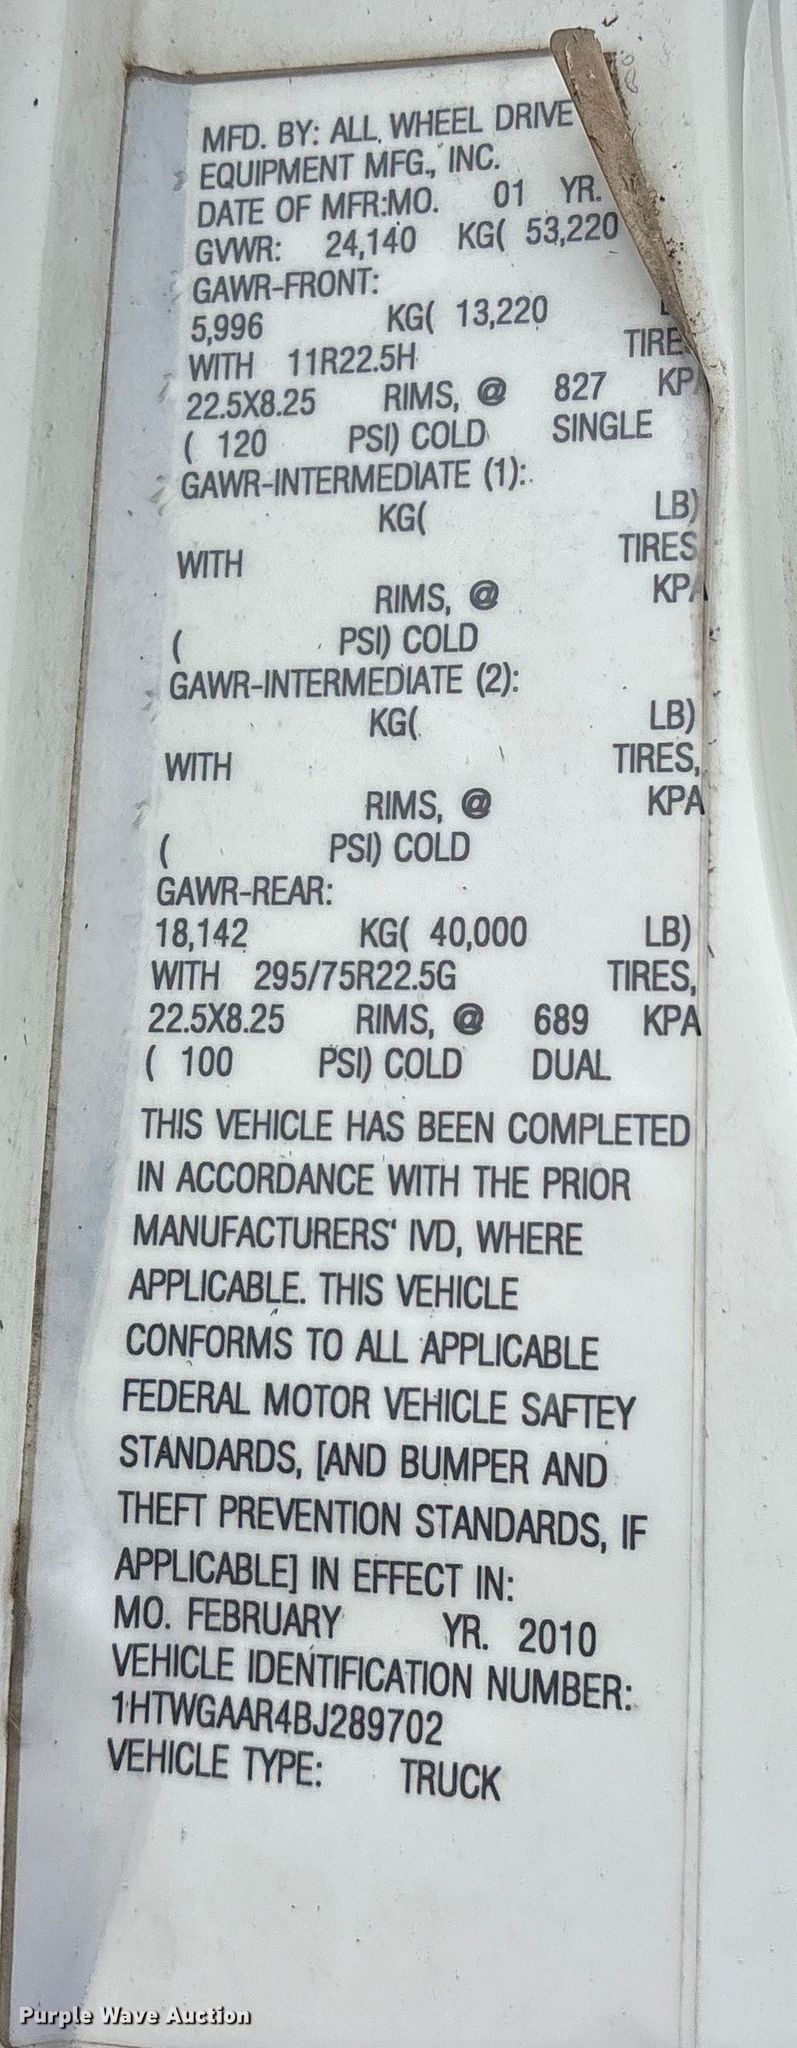 MFD. BY: ALL WHEEL DRIVE
EQUIPMENT MFG., INC.
DATE OF MFR:MO. 01 YR.
GVWR: 24,140 KG( 53,220
GAWR-FRONT:
5,996 KG( 13,220
WITH 11R22.5H TIRE
22.5X8.25 RIMS, @ 827 KPA
( 120 PSI) COLD SINGLE
GAWR-INTERMEDIATE (1):
KG( LB)
WITH TIRES
RIMS, @ KPA
( PSI) COLD
GAWR-INTERMEDIATE (2):
KG( LB)
WITH TIRES,
RIMS, @ KPA
( PSI) COLD
GAWR-REAR:
18,142 KG( 40,000 LB)
WITH 295/75R22.5G TIRES,
22.5X8.25 RIMS, @ 689 KPA
( 100 PSI) COLD DUAL
THIS VEHICLE HAS BEEN COMPLETED
IN ACCORDANCE WITH THE PRIOR
MANUFACTURERS' IVD, WHERE
APPLICABLE. THIS VEHICLE
CONFORMS TO ALL APPLICABLE
FEDERAL MOTOR VEHICLE SAFTEY
STANDARDS, [AND BUMPER AND
THEFT PREVENTION STANDARDS, IF
APPLICABLE] IN EFFECT IN:
MO. FEBRUARY YR. 2010
VEHICLE IDENTIFICATION NUMBER:
1HTWGAAR4BJ289702
VEHICLE TYPE: TRUCK
Purple Wave Auction